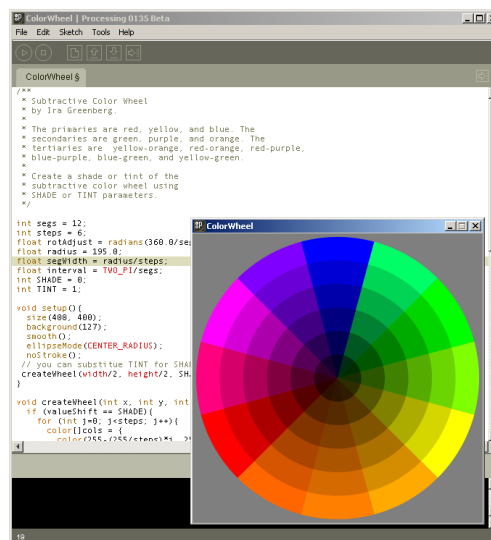 ColorWheel | Processing 0135 Beta
File Edit Sketch Tools Help
ColorWheel §
/**
* Subtractive Color Wheel
* by Ira Greenberg.
*
* The primaries are red, yellow, and blue. The
* secondaries are green, purple, and orange. The
* tertiaries are  yellow-orange, red-orange, red-purple,
* blue-purple, blue-green, and yellow-green.
*
* Create a shade or tint of the
* subtractive color wheel using
* SHADE or TINT parameters.
*/
int segs = 12;
int steps = 6;
float rotAdjust = radians(360.0/seg
float radius = 195.0;
float segWidth = radius/steps;
float interval = TWO_PI/segs;
int SHADE = 0;
int TINT = 1;
void setup(){
size(400, 400);
background(127);
smooth();
ellipseMode(CENTER_RADIUS);
noStroke();
// you can substitue TINT for SHA
createWheel(width/2, height/2, SH
}
void createWheel(int x, int y, int
if (valueShift == SHADE){
for (int j=0; j<steps; j++){
color[]cols = {
color(255-(255/steps)*j, 25
19
ColorWheel